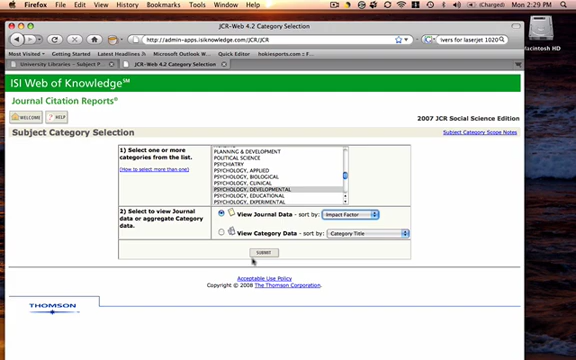 Firefox File Edit View History Bookmarks Tools Window Help (Charged) Mon 2:29 PM
JCR-Web 4.2 Category Selection
http://admin-apps.isiknowledge.com/JCR/JCR
ivers for laserjet 1020
Most Visited Getting Started Latest Headlines Microsoft Outlook W... Quick Editor hokiesports.com : F...
University Libraries – Subject P... JCR-Web 4.2 Category Selection
Macintosh HD
ISI Web of Knowledge℠
Journal Citation Reports®
WELCOME ? HELP
2007 JCR Social Science Edition
Subject Category Selection
Subject Category Scope Notes
1) Select one or more categories from the list.
(How to select more than one)
PLANNING & DEVELOPMENT
POLITICAL SCIENCE
PSYCHIATRY
PSYCHOLOGY, APPLIED
PSYCHOLOGY, BIOLOGICAL
PSYCHOLOGY, CLINICAL
PSYCHOLOGY, DEVELOPMENTAL
PSYCHOLOGY, EDUCATIONAL
PSYCHOLOGY, EXPERIMENTAL
2) Select to view Journal data or aggregate Category data.
View Journal Data - sort by: Impact Factor
View Category Data - sort by: Category Title
SUBMIT
Acceptable Use Policy
Copyright © 2008 The Thomson Corporation.
THOMSON